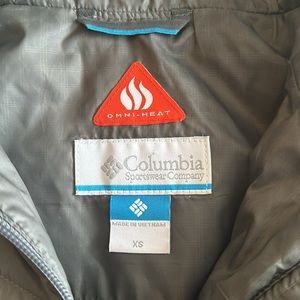 OMNI-HEAT
Columbia
Sportswear Company
MADE IN VIETNAM
XS